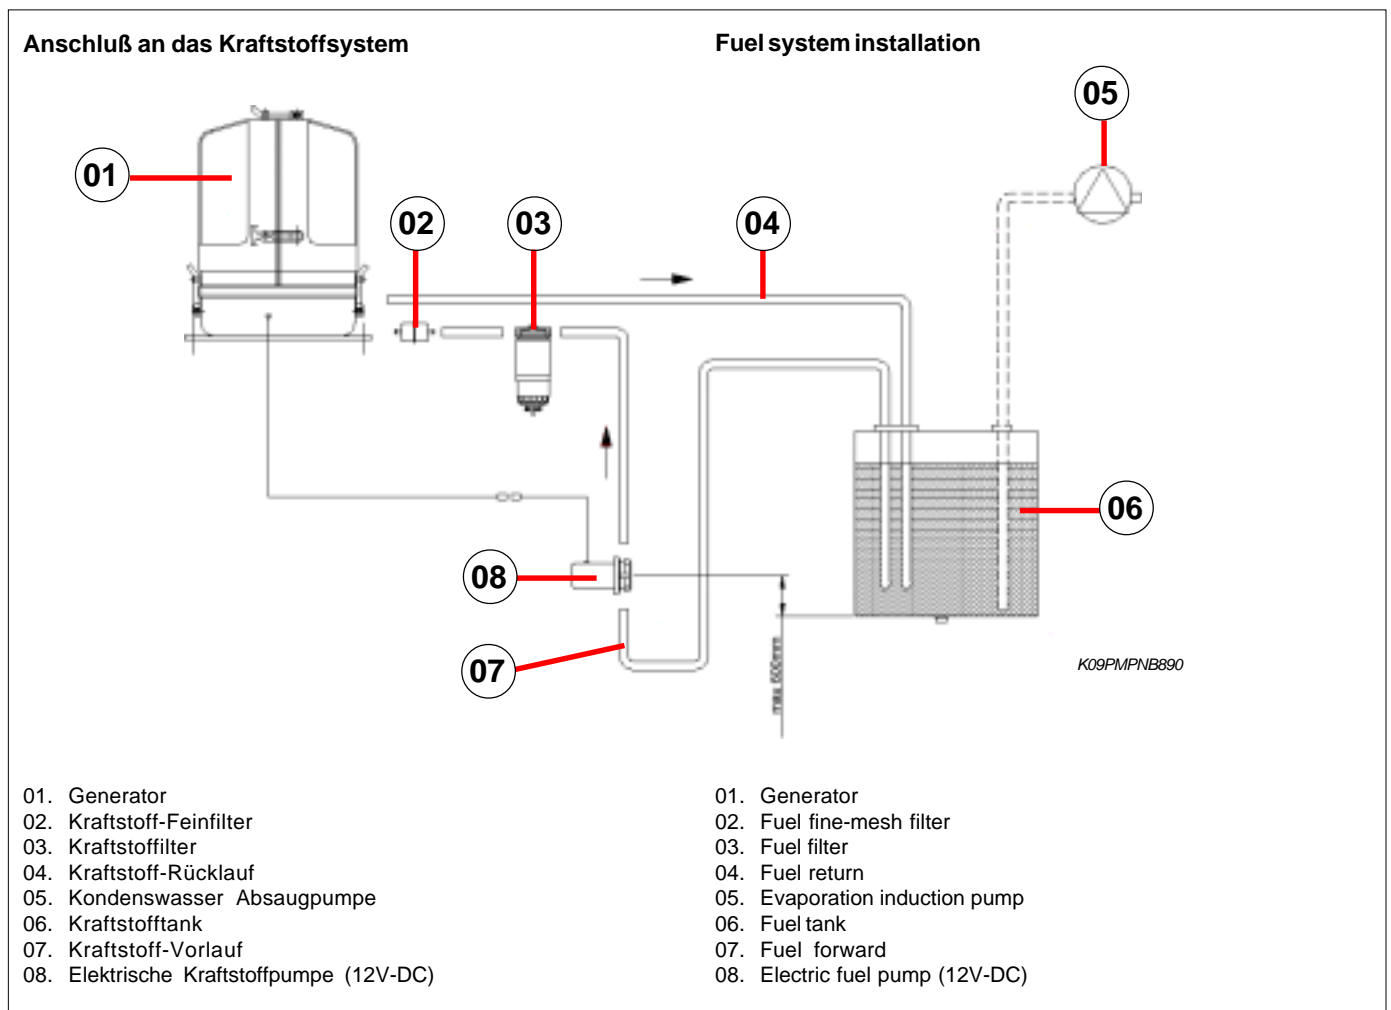 Anschluß an das Kraftstoffsystem
Fuel system installation
01
02
03
04
05
06
07
08
max 600mm
K09PMPNB890
01. Generator
02. Kraftstoff-Feinfilter
03. Kraftstoffilter
04. Kraftstoff-Rücklauf
05. Kondenswasser Absaugpumpe
06. Kraftstofftank
07. Kraftstoff-Vorlauf
08. Elektrische Kraftstoffpumpe (12V-DC)
01. Generator
02. Fuel fine-mesh filter
03. Fuel filter
04. Fuel return
05. Evaporation induction pump
06. Fuel tank
07. Fuel forward
08. Electric fuel pump (12V-DC)